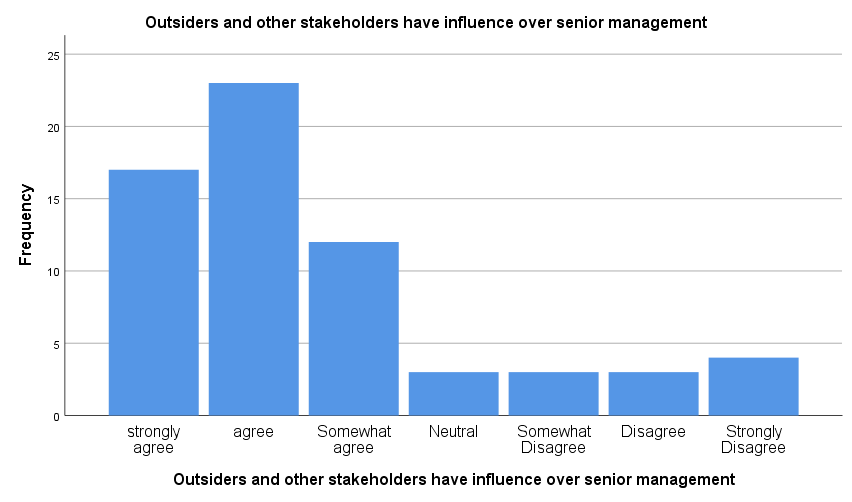 Outsiders and other stakeholders have influence over senior management
25
20
15
10
5
0
Frequency
strongly
agree
agree
Somewhat
agree
Neutral
Somewhat
Disagree
Disagree
Strongly
Disagree
Outsiders and other stakeholders have influence over senior management